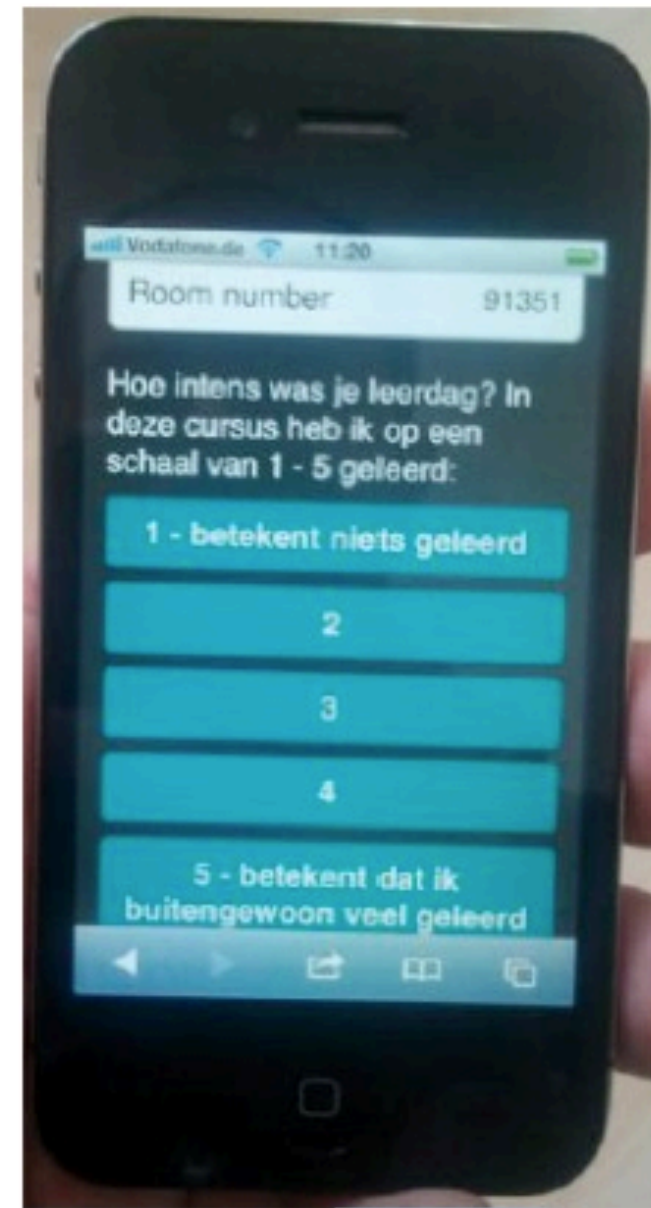 Vodafone.de 11:20
Room number 91351
Hoe intens was je leerdag? In
deze cursus heb ik op een
schaal van 1 - 5 geleerd:
1 - betekent niets geleerd
2
3
4
5 - betekent dat ik
buitengewoon veel geleerd